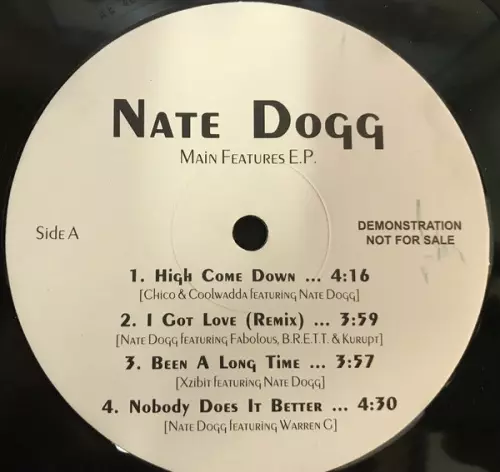 Nate Dogg
Main Features E.P.
Side A
DEMONSTRATION
NOT FOR SALE
1. High Come Down ... 4:16
[Chico & Coolwadda featuring Nate Dogg]
2. I Got Love (Remix) ... 3:59
[Nate Dogg featuring Fabolous, B.R.E.T.T. & Kurupt]
3. Been A Long Time ... 3:57
[Xzibit featuring Nate Dogg]
4. Nobody Does It Better ... 4:30
[Nate Dogg featuring Warren G]